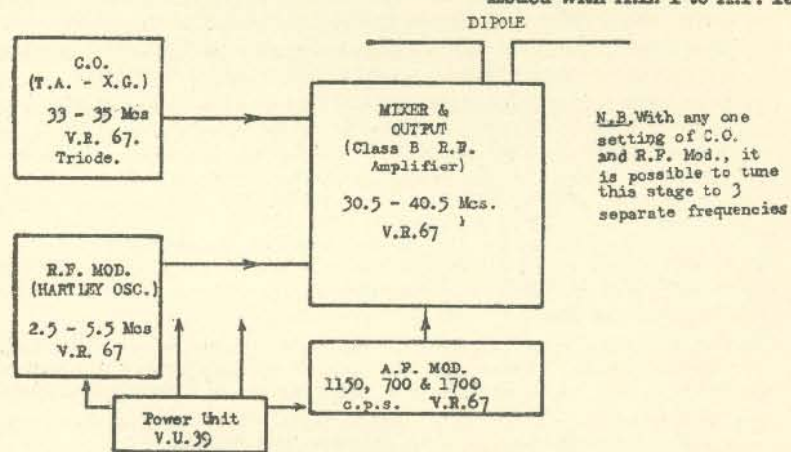 DIPOLE
C.O.
(T.A. - X.G.)
33 - 35 Mcs
V.R. 67.
Triode.
MIXER &
OUTPUT
(Class B R.F.
Amplifier)
30.5 - 40.5 Mcs.
V.R.67
N.B. With any one
setting of C.O.
and R.F. Mod., it
is possible to tune
this stage to 3
separate frequencies
R.F. MOD.
(HARTLEY OSC.)
2.5 - 5.5 Mcs
V.R. 67
A.F. MOD.
1150, 700 & 1700
c.p.s. V.R.67
Power Unit
V.U.39